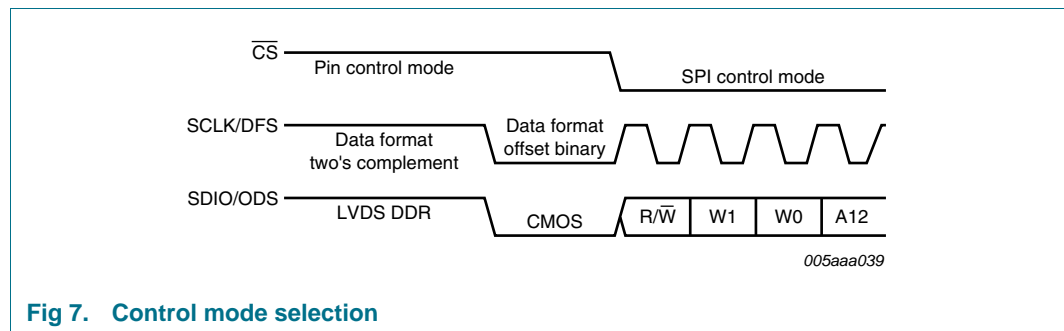 C̅S̅
Pin control mode
SPI control mode
SCLK/DFS
Data format
two's complement
Data format
offset binary
SDIO/ODS
LVDS DDR
CMOS
R/W̅
W1
W0
A12
005aaa039
Fig 7. Control mode selection